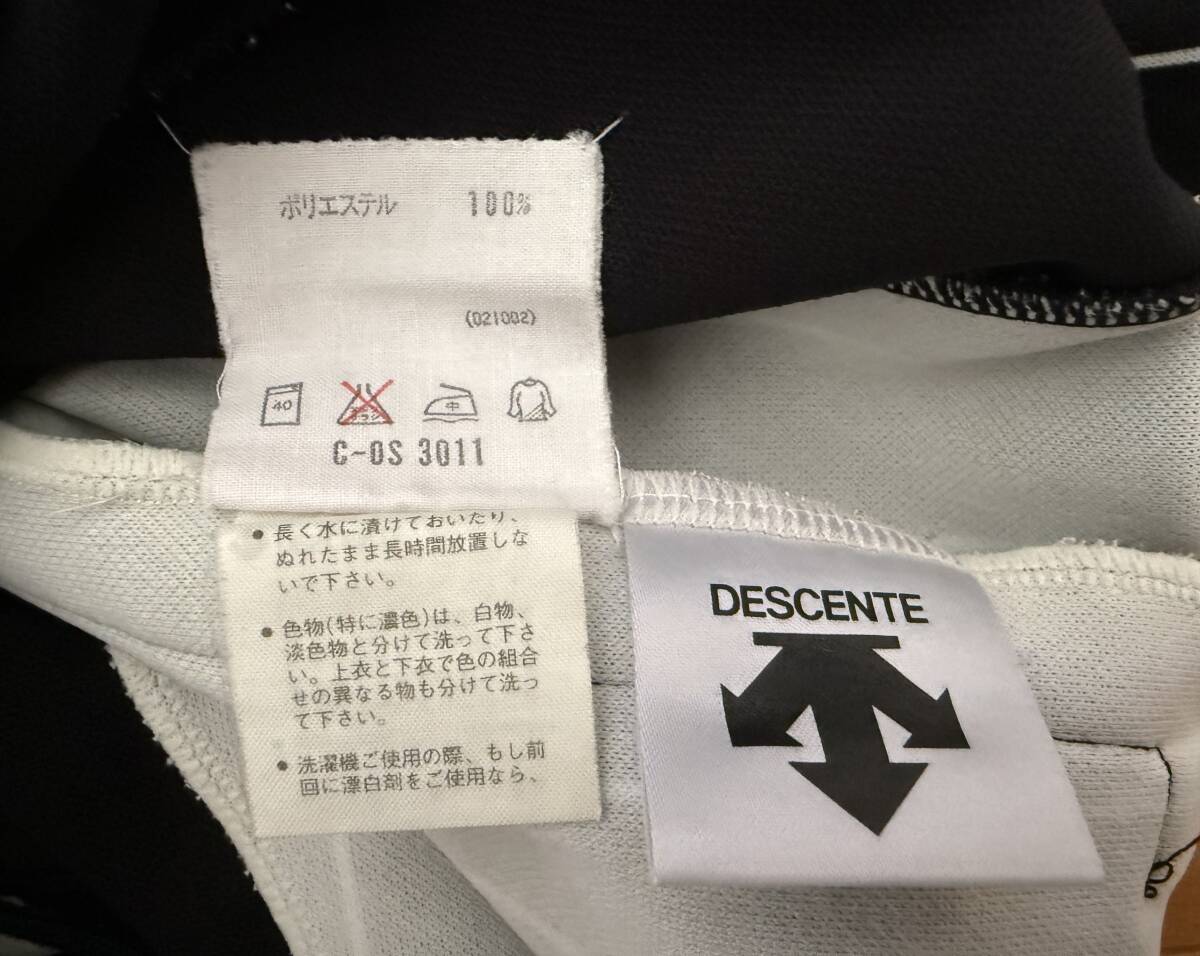 ポリエステル 100%
(021002)
40 中
C-OS 3011
● 長く水に漬けておいたり、
ぬれたまま長時間放置しな
いで下さい。
● 色物(特に濃色)は、白物、
淡色物と分けて洗って下さ
い。上衣と下衣で色の組合
せの異なる物も分けて洗っ
て下さい。
● 洗濯機ご使用の際、もし前
回に漂白剤をご使用なら、
DESCENTE